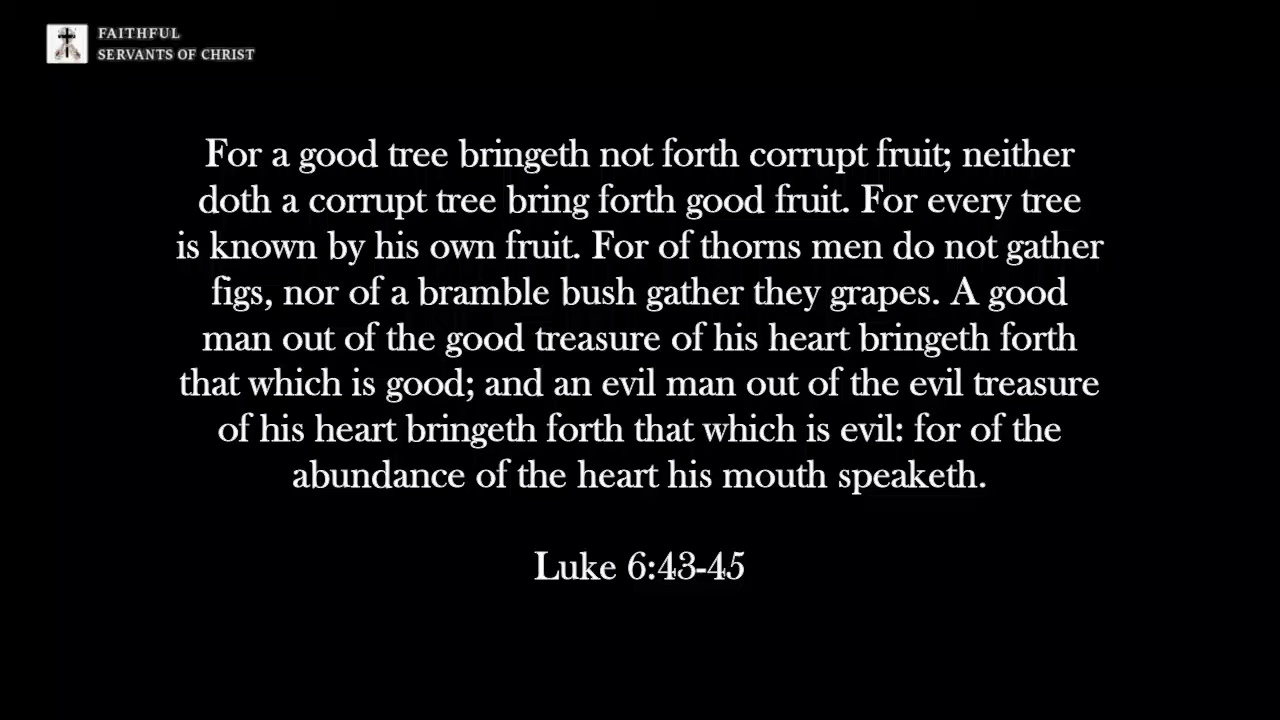 FAITHFUL
SERVANTS OF CHRIST
For a good tree bringeth not forth corrupt fruit; neither
doth a corrupt tree bring forth good fruit. For every tree
is known by his own fruit. For of thorns men do not gather
figs, nor of a bramble bush gather they grapes. A good
man out of the good treasure of his heart bringeth forth
that which is good; and an evil man out of the evil treasure
of his heart bringeth forth that which is evil: for of the
abundance of the heart his mouth speaketh.
Luke 6:43-45